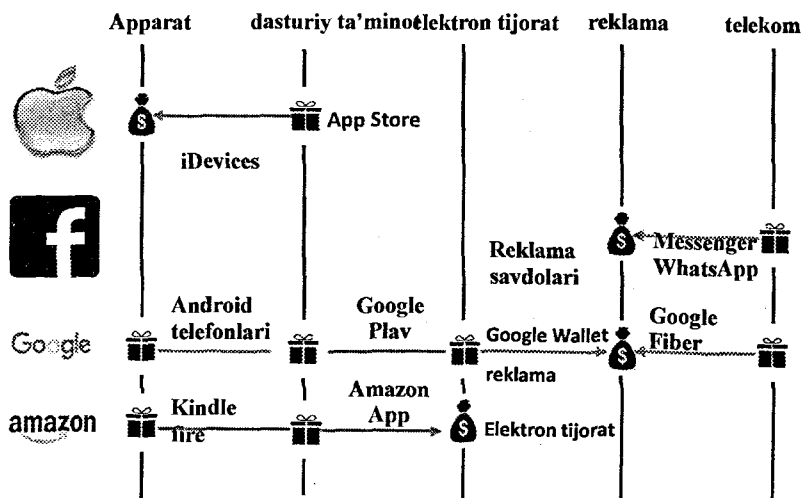 Apparat dasturiy ta'minot elektron tijorat reklama telekom
App Store
iDevices
f
Messenger
WhatsApp
Reklama
savdolari
Android
telefonlari
Google
Plav
Google Wallet
reklama
Google
Fiber
Google
amazon
Kindle
fire
Amazon
App
Elektron tijorat